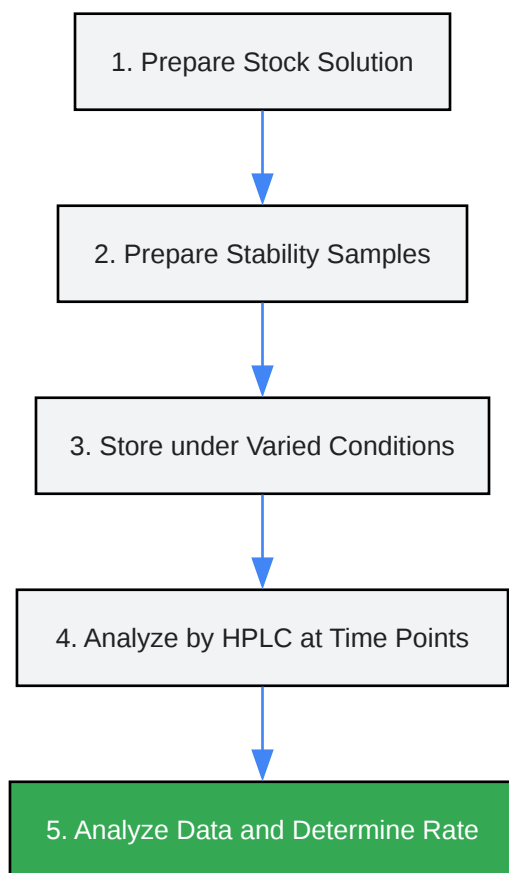 1. Prepare Stock Solution
2. Prepare Stability Samples
3. Store under Varied Conditions
4. Analyze by HPLC at Time Points
5. Analyze Data and Determine Rate